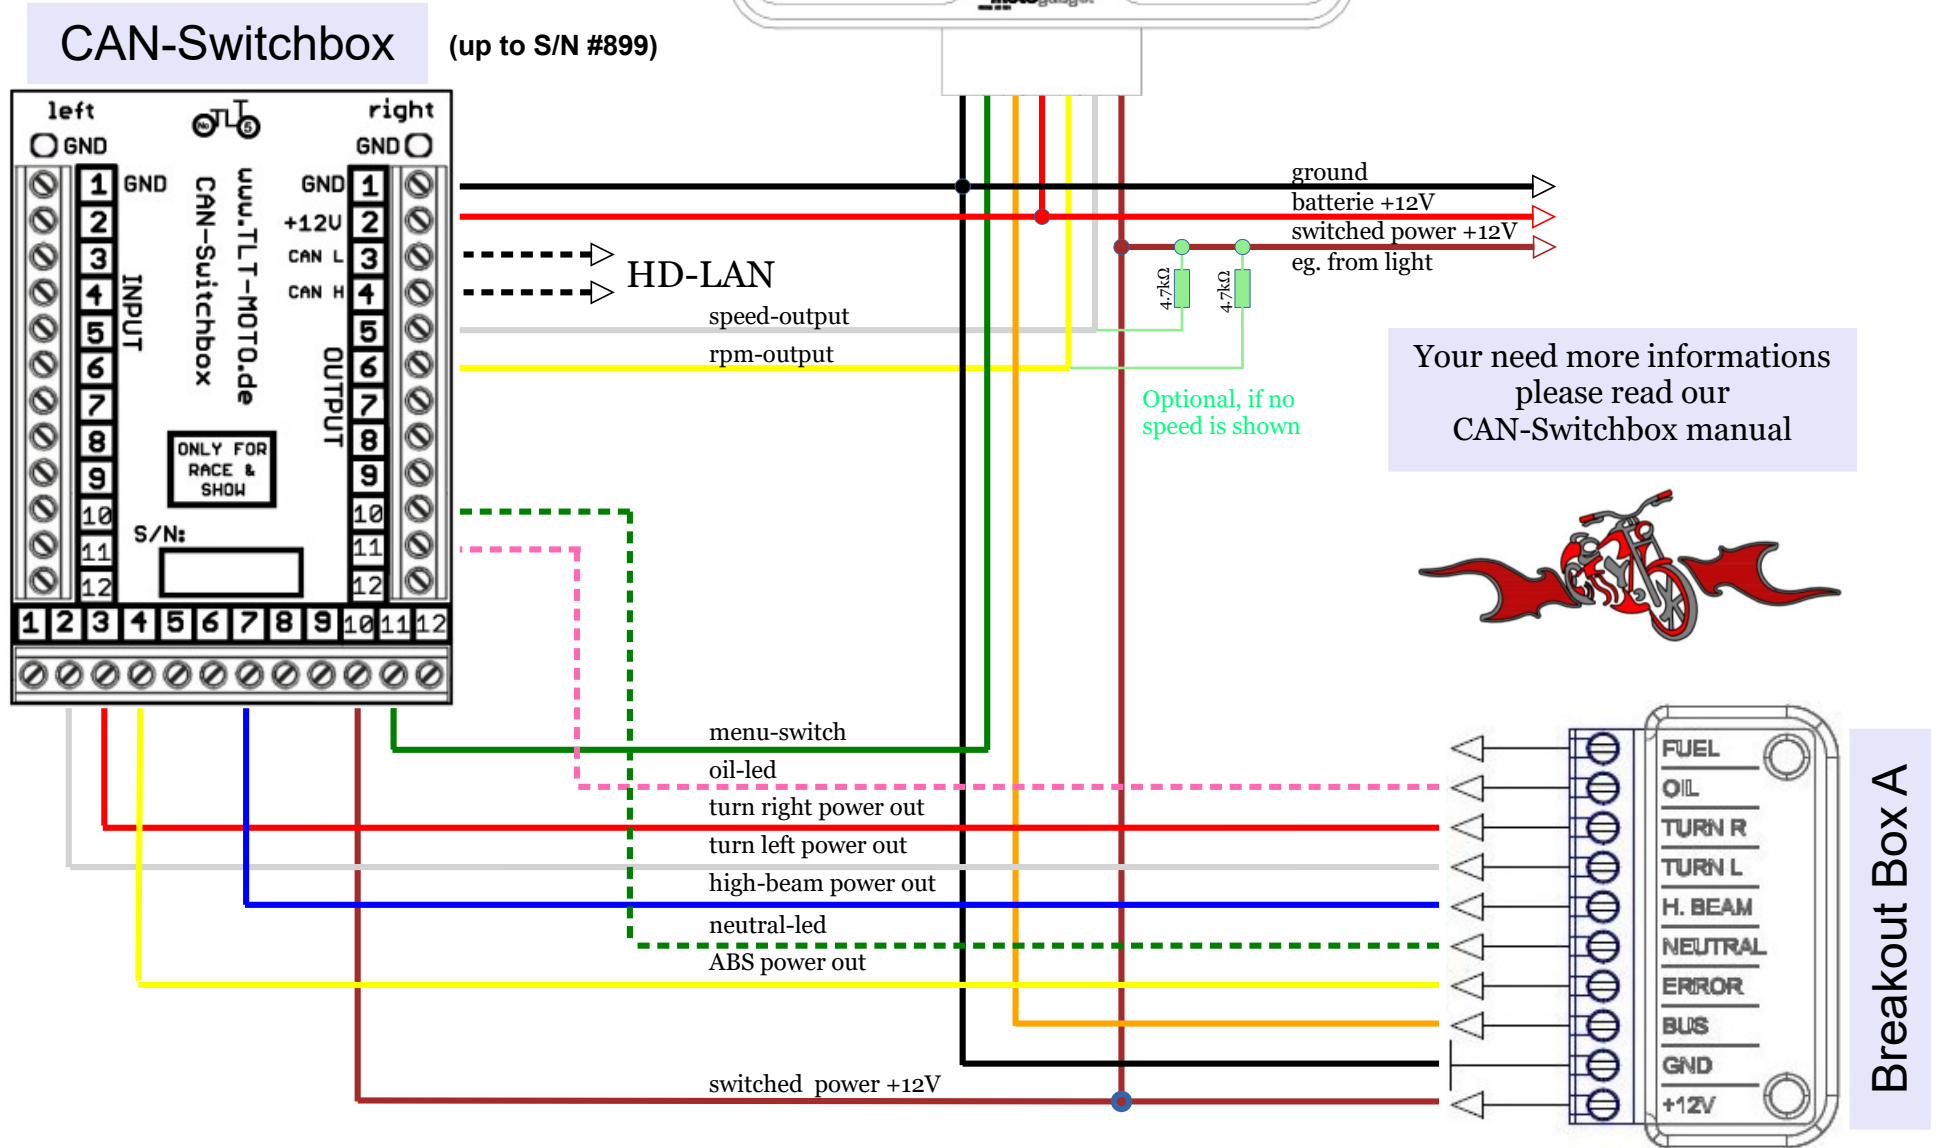 CAN-Switchbox
(up to S/N #899)
motogadget
left
right
GND
GND
1 GND
GND 1
2
+12V 2
3
CAN L 3
4
CAN H 4
5
5
6
6
7
7
8
8
9
9
10
10
11
11
12
12
INPUT
CAN-Switchbox
www.TLT-MOTO.de
OUTPUT
No TLT 5
ONLY FOR
RACE &
SHOW
S/N:
1 2 3 4 5 6 7 8 9 10 11 12
ground
batterie +12V
switched power +12V
eg. from light
HD-LAN
4.7kΩ
4.7kΩ
speed-output
rpm-output
Optional, if no
speed is shown
Your need more informations
please read our
CAN-Switchbox manual
menu-switch
oil-led
turn right power out
turn left power out
high-beam power out
neutral-led
ABS power out
switched power +12V
FUEL
OIL
TURN R
TURN L
H. BEAM
NEUTRAL
ERROR
BUS
GND
+12V
Breakout Box A